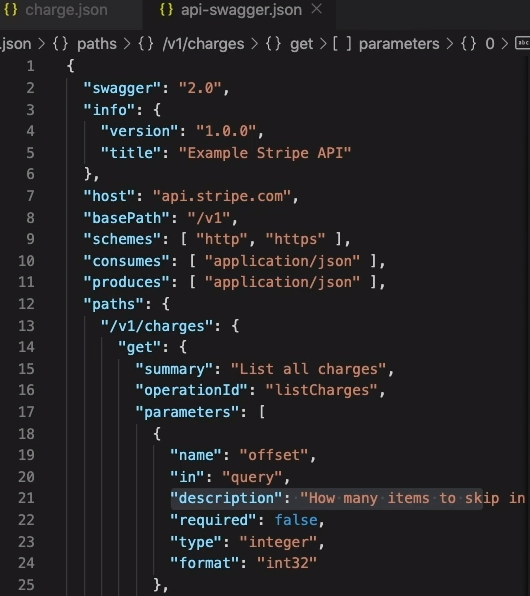 {} charge.json {} api-swagger.json ×
.json > {} paths > {} /v1/charges > {} get > [ ] parameters > {} 0 > abc
1 {
2 "swagger": "2.0",
3 "info": {
4 "version": "1.0.0",
5 "title": "Example Stripe API"
6 },
7 "host": "api.stripe.com",
8 "basePath": "/v1",
9 "schemes": [ "http", "https" ],
10 "consumes": [ "application/json" ],
11 "produces": [ "application/json" ],
12 "paths": {
13 "/v1/charges": {
14 "get": {
15 "summary": "List all charges",
16 "operationId": "listCharges",
17 "parameters": [
18 {
19 "name": "offset",
20 "in": "query",
21 "description": "How many items to skip in
22 "required": false,
23 "type": "integer",
24 "format": "int32"
25 },